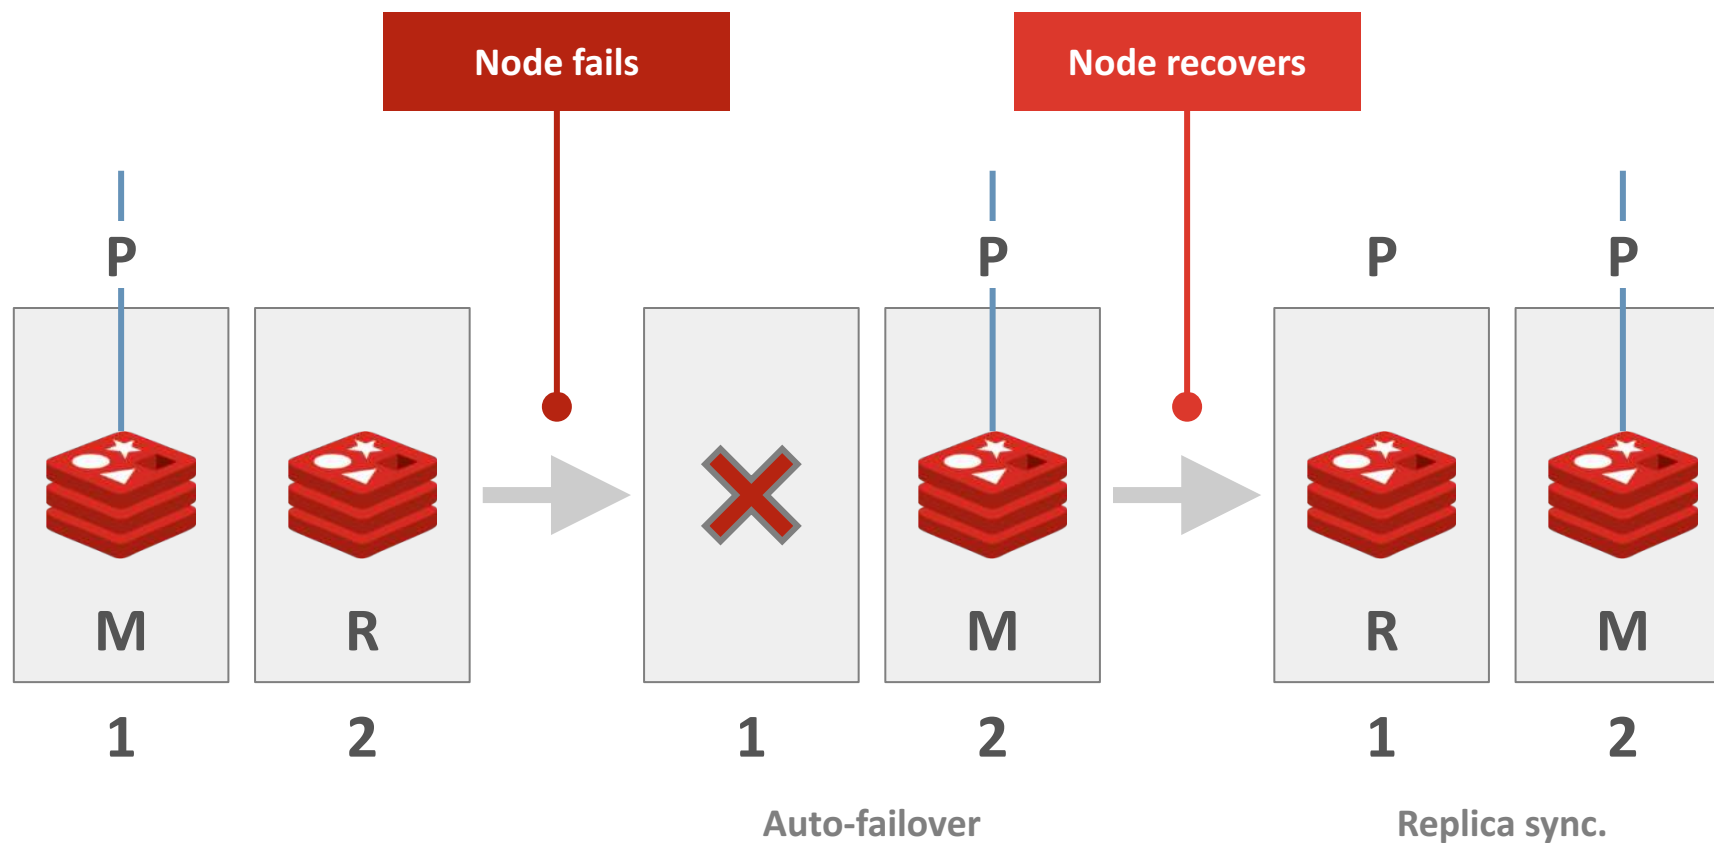 Node fails
Node recovers
P P P P
M R M R M
1 2 1 2 1 2
Auto-failover Replica sync.